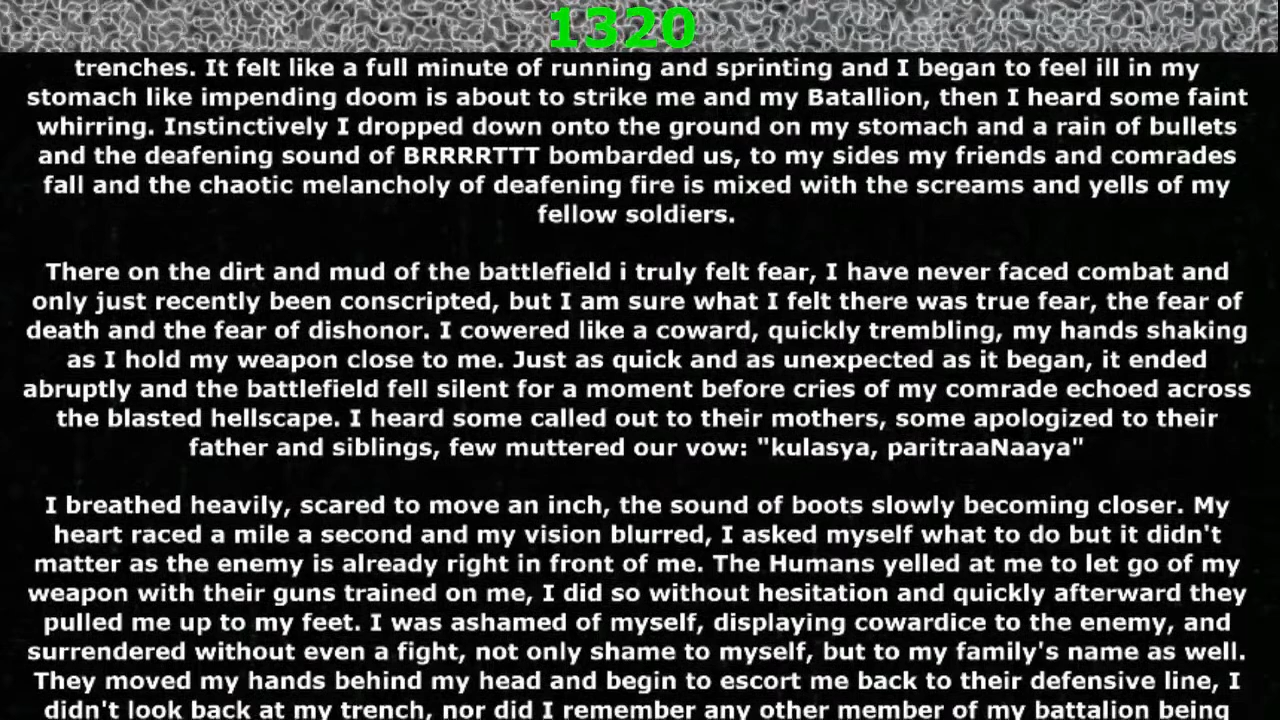 1320
trenches. It felt like a full minute of running and sprinting and I began to feel ill in my
stomach like impending doom is about to strike me and my Batallion, then I heard some faint
whirring. Instinctively I dropped down onto the ground on my stomach and a rain of bullets
and the deafening sound of BRRRRTTT bombarded us, to my sides my friends and comrades
fall and the chaotic melancholy of deafening fire is mixed with the screams and yells of my
fellow soldiers.
There on the dirt and mud of the battlefield i truly felt fear, I have never faced combat and
only just recently been conscripted, but I am sure what I felt there was true fear, the fear of
death and the fear of dishonor. I cowered like a coward, quickly trembling, my hands shaking
as I hold my weapon close to me. Just as quick and as unexpected as it began, it ended
abruptly and the battlefield fell silent for a moment before cries of my comrade echoed across
the blasted hellscape. I heard some called out to their mothers, some apologized to their
father and siblings, few muttered our vow: "kulasya, paritraaNaaya"
I breathed heavily, scared to move an inch, the sound of boots slowly becoming closer. My
heart raced a mile a second and my vision blurred, I asked myself what to do but it didn't
matter as the enemy is already right in front of me. The Humans yelled at me to let go of my
weapon with their guns trained on me, I did so without hesitation and quickly afterward they
pulled me up to my feet. I was ashamed of myself, displaying cowardice to the enemy, and
surrendered without even a fight, not only shame to myself, but to my family's name as well.
They moved my hands behind my head and begin to escort me back to their defensive line, I
didn't look back at my trench, nor did I remember any other member of my battalion being